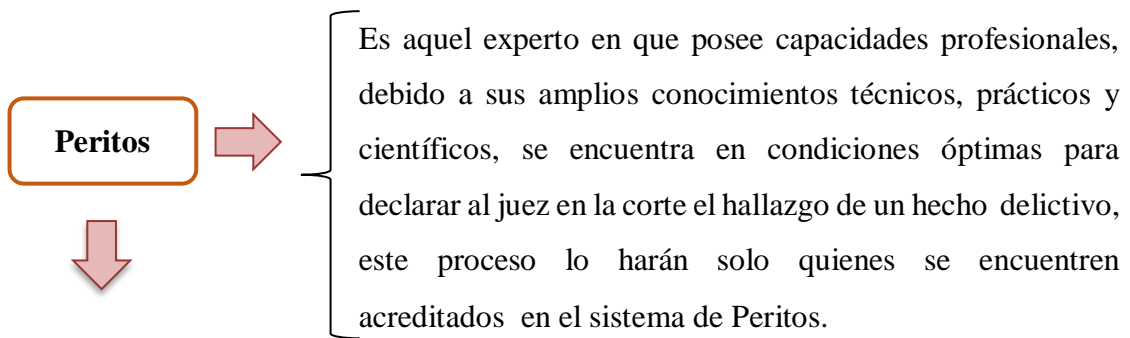 Peritos
Es aquel experto en que posee capacidades profesionales,
debido a sus amplios conocimientos técnicos, prácticos y
científicos, se encuentra en condiciones óptimas para
declarar al juez en la corte el hallazgo de un hecho delictivo,
este proceso lo harán solo quienes se encuentren
acreditados en el sistema de Peritos.